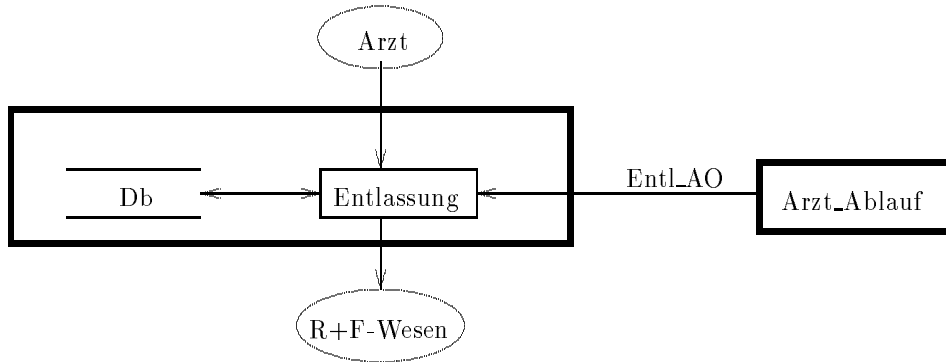 Arzt
Entl_AO
Db
Entlassung
Arzt_Ablauf
R+F-Wesen